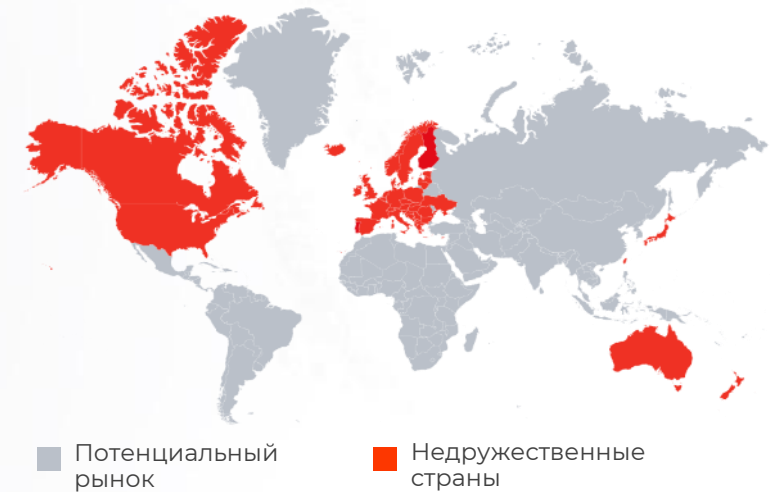 Потенциальный
рынок
Недружественные
страны